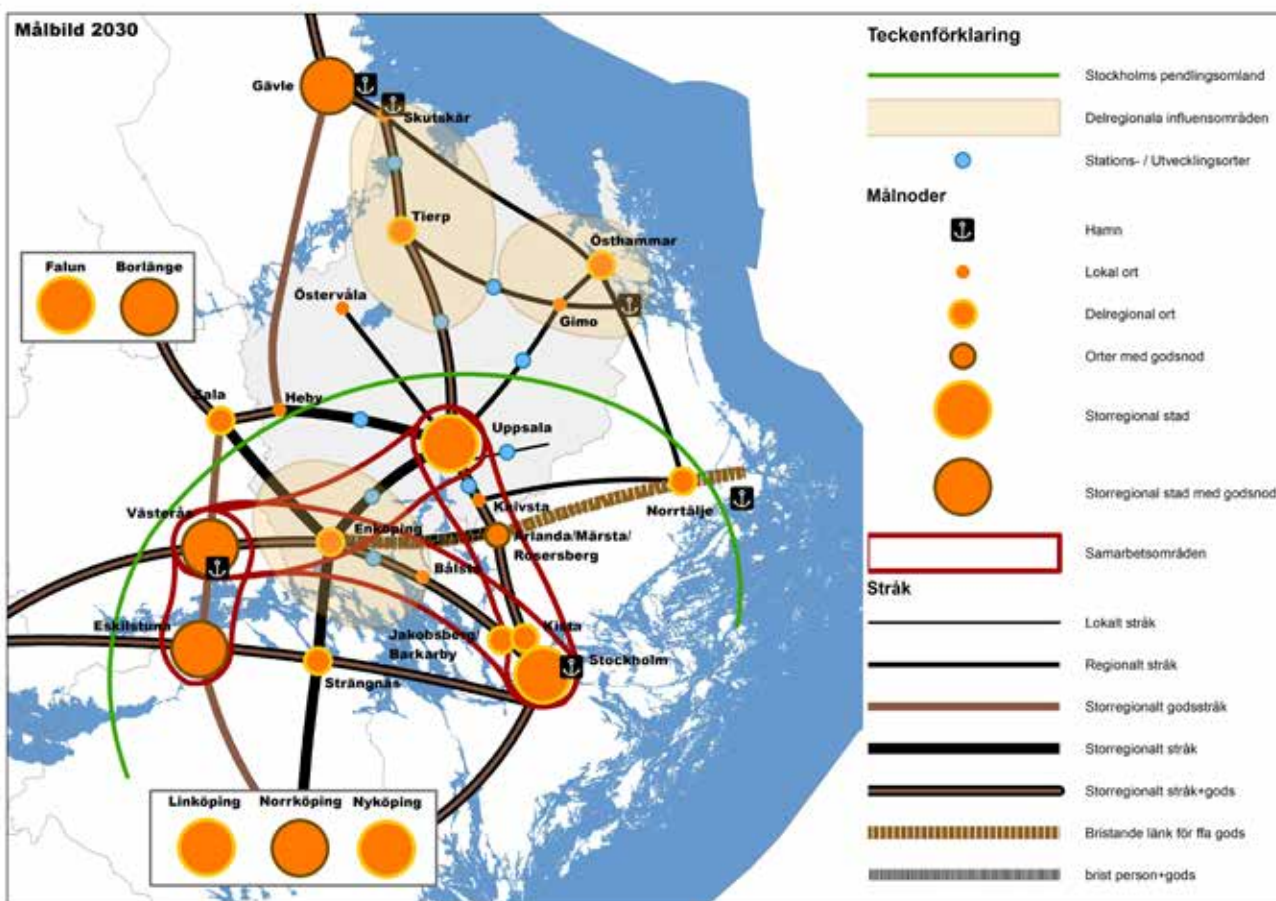 Målbild 2030
Gävle
Skutskär
Tierp
Östhammar
Falun
Borlänge
Östervåla
Gimo
Sala
Heby
Uppsala
Knivsta
Norrtälje
Västerås
Enköping
Arlanda/Märsta/
Rosersberg
Bålsta
Eskilstuna
Jakobsberg/
Barkarby
Kista
Stockholm
Strängnäs
Linköping
Norrköping
Nyköping
Teckenförklaring
Stockholms pendlingsomland
Delregionala influensområden
Stations- / Utvecklingsorter
Målnoder
Hamn
Lokal ort
Delregional ort
Orter med godsnod
Storregional stad
Storregional stad med godsnod
Samarbetsområden
Stråk
Lokalt stråk
Regionalt stråk
Storregionalt godsstråk
Storregionalt stråk
Storregionalt stråk+gods
Bristande länk för ffa gods
brist person+gods